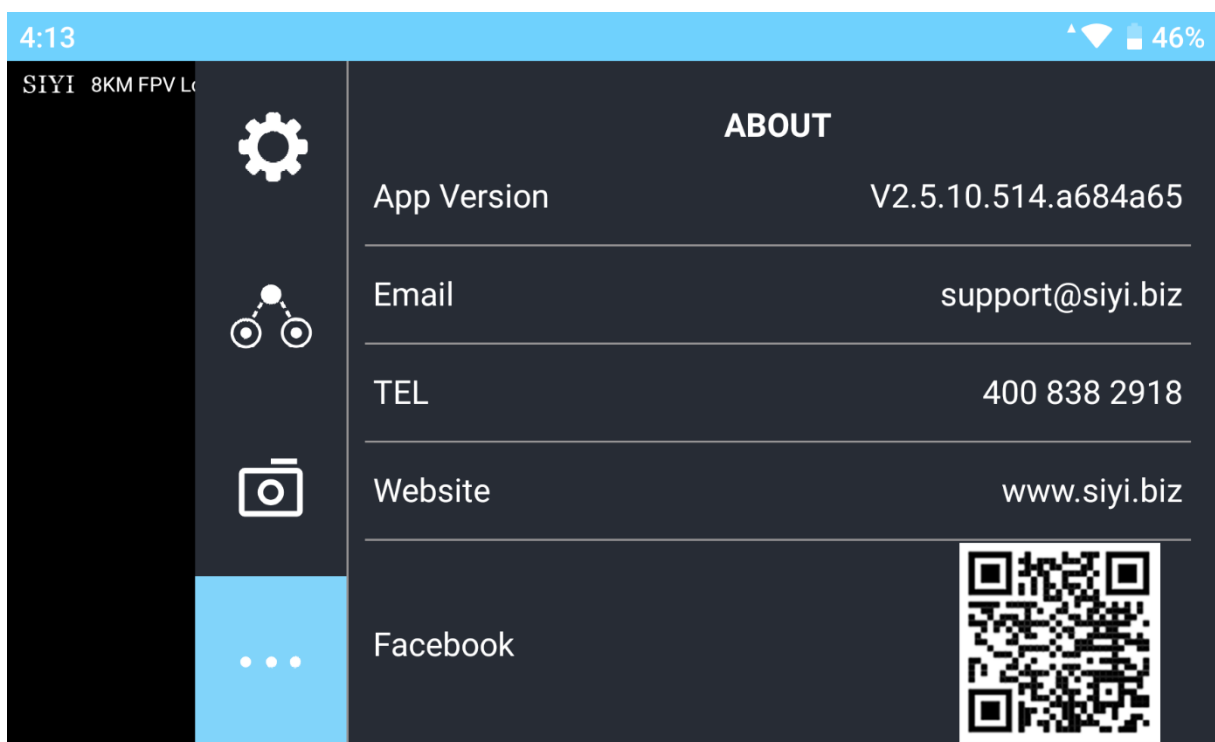 4:13
46%
SIYI 8KM FPV
ABOUT
App Version V2.5.10.514.a684a65
Email support@siyi.biz
TEL 400 838 2918
Website www.siyi.biz
Facebook